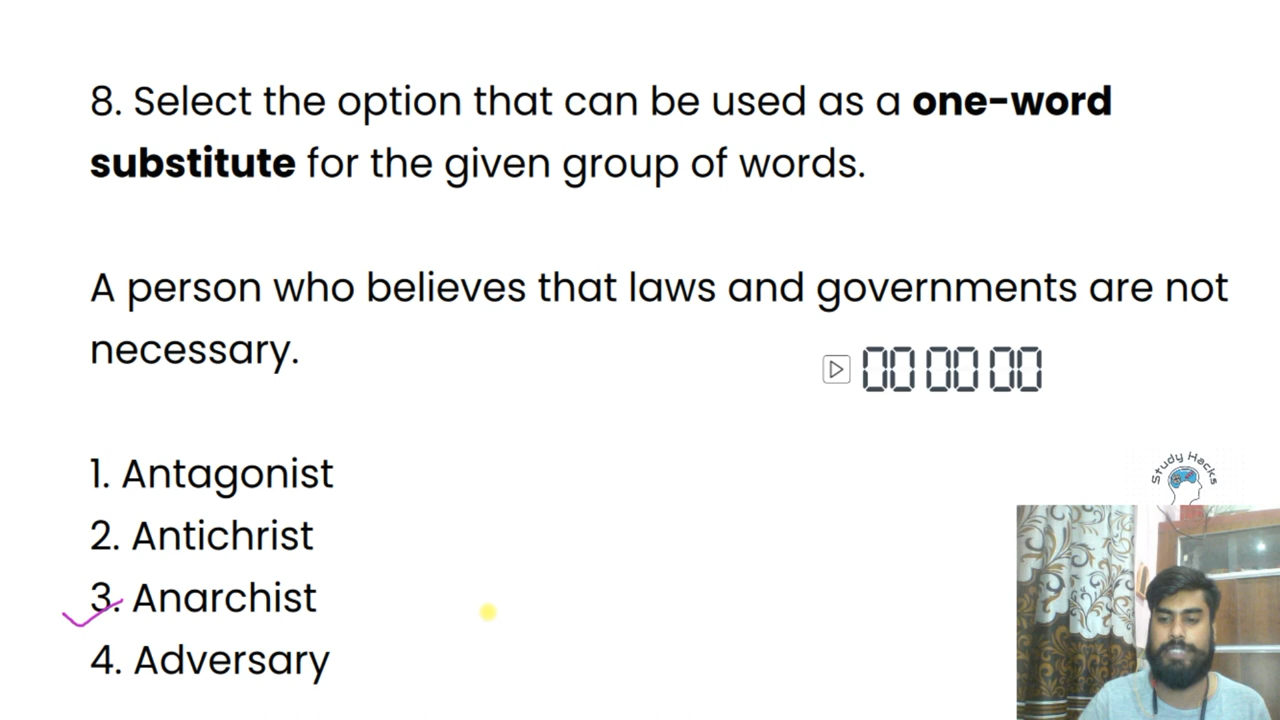 8. Select the option that can be used as a one-word
substitute for the given group of words.
A person who believes that laws and governments are not
necessary.
00 00 00
1. Antagonist
2. Antichrist
3. Anarchist
4. Adversary
Study Hacks